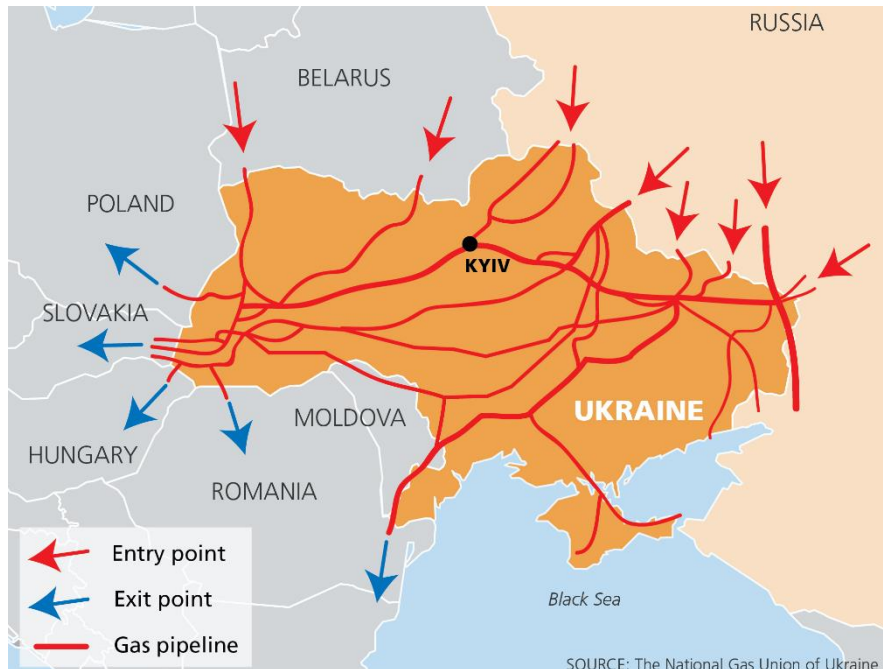 RUSSIA
BELARUS
POLAND
KYIV
SLOVAKIA
UKRAINE
MOLDOVA
HUNGARY
ROMANIA
Entry point
Exit point
Gas pipeline
Black Sea
SOURCE: The National Gas Union of Ukraine